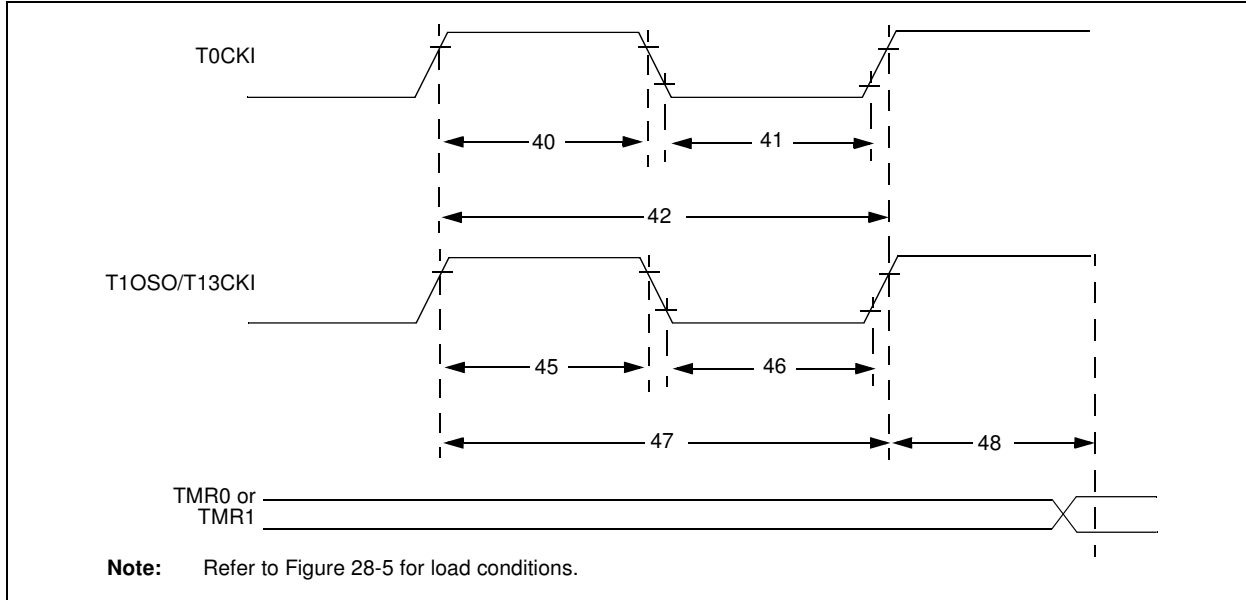 T0CKI
40
41
42
T1OSO/T13CKI
45
46
47
48
TMR0 or
TMR1
Note: Refer to Figure 28-5 for load conditions.